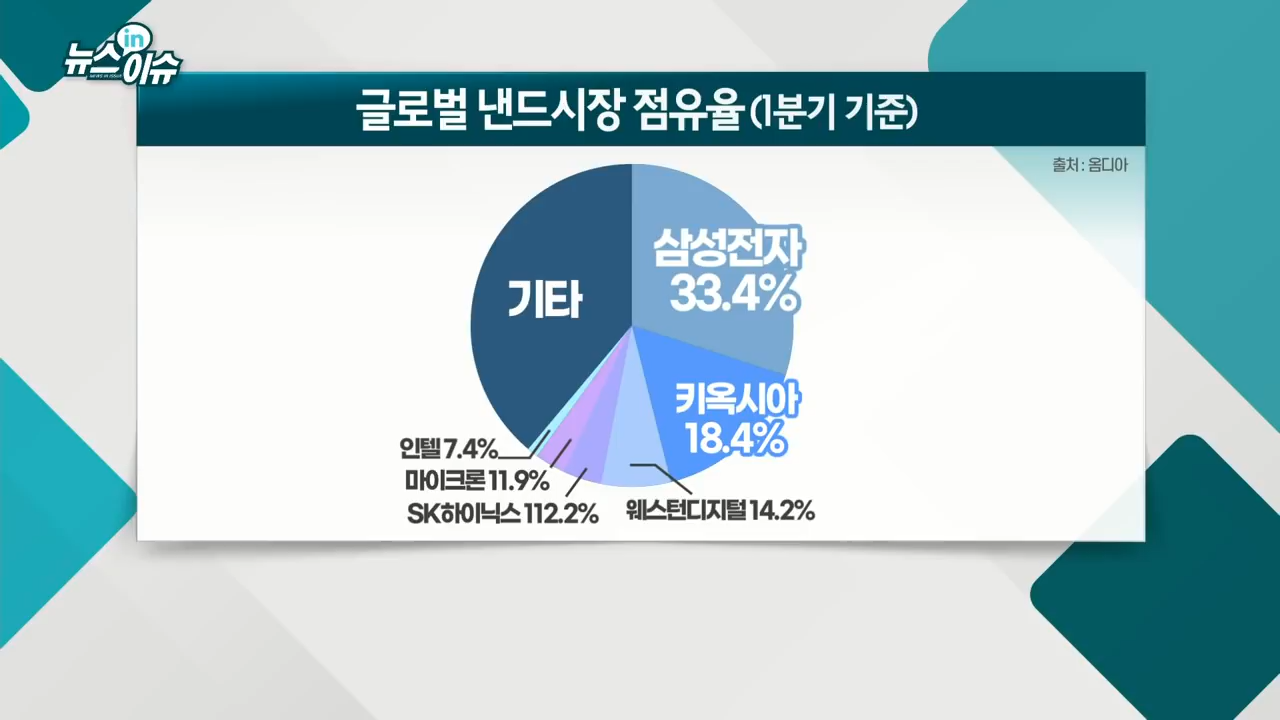 뉴스in이슈
NEWS IN ISSUE
글로벌 낸드시장 점유율 (1분기 기준)
출처 : 옴디아
삼성전자
33.4%
기타
키옥시아
18.4%
인텔 7.4%
마이크론 11.9%
SK하이닉스 112.2%
웨스턴디지털 14.2%